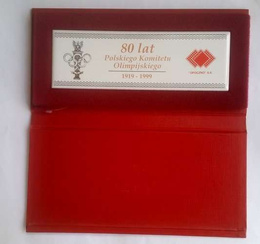 80 lat
Polskiego Komitetu
Olimpijskiego
1919 - 1999